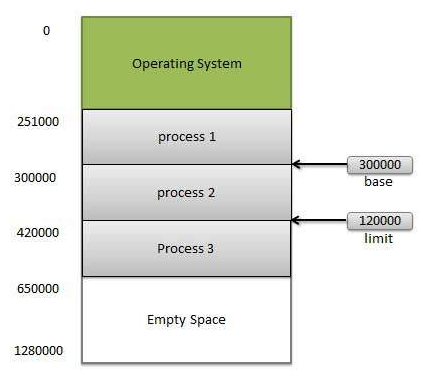 0
Operating System
251000
process 1
300000
300000
base
process 2
420000
120000
limit
Process 3
650000
Empty Space
1280000